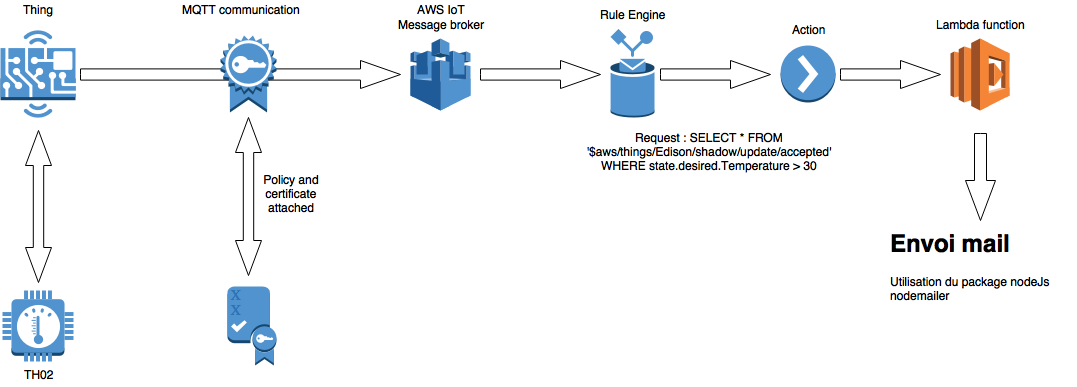 Thing
MQTT communication
AWS IoT
Message broker
Rule Engine
Action
Lambda function
Request : SELECT * FROM
'$aws/things/Edison/shadow/update/accepted'
WHERE state.desired.Temperature > 30
Policy and
certificate
attached
Envoi mail
Utilisation du package nodeJs
nodemailer
X
X
TH02